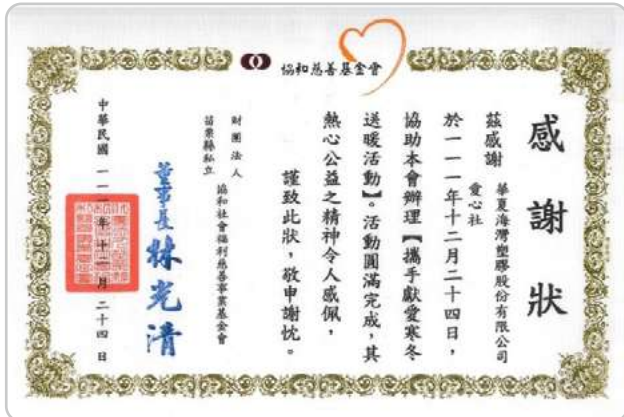 協和慈善基金會
感謝狀
茲感謝
華夏海灣塑膠股份有限公司
愛心社
於一一一年十二月二十四日，
協助本會辦理【攜手獻愛寒冬
送暖活動】。活動圓滿完成，其
熱心公益之精神令人感佩，
謹致此狀，敬申謝忱。
財團法人
苗栗縣私立
協和社會福利慈善事業基金會
董事長 林光清
中華民國一一一年十二月二十四日